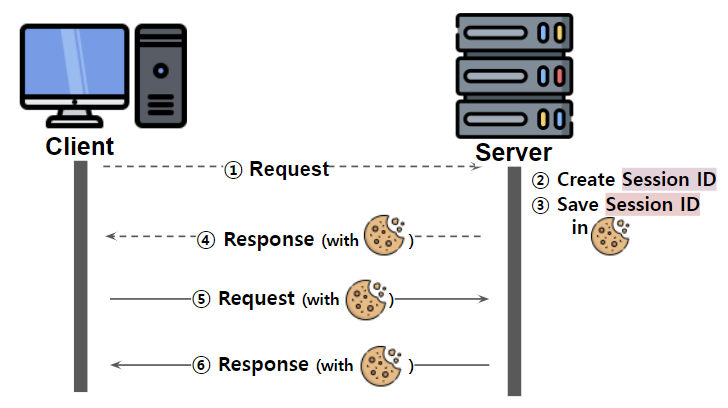 Client
Server
① Request
② Create Session ID
③ Save Session ID
in
④ Response (with )
⑤ Request (with )
⑥ Response (with )